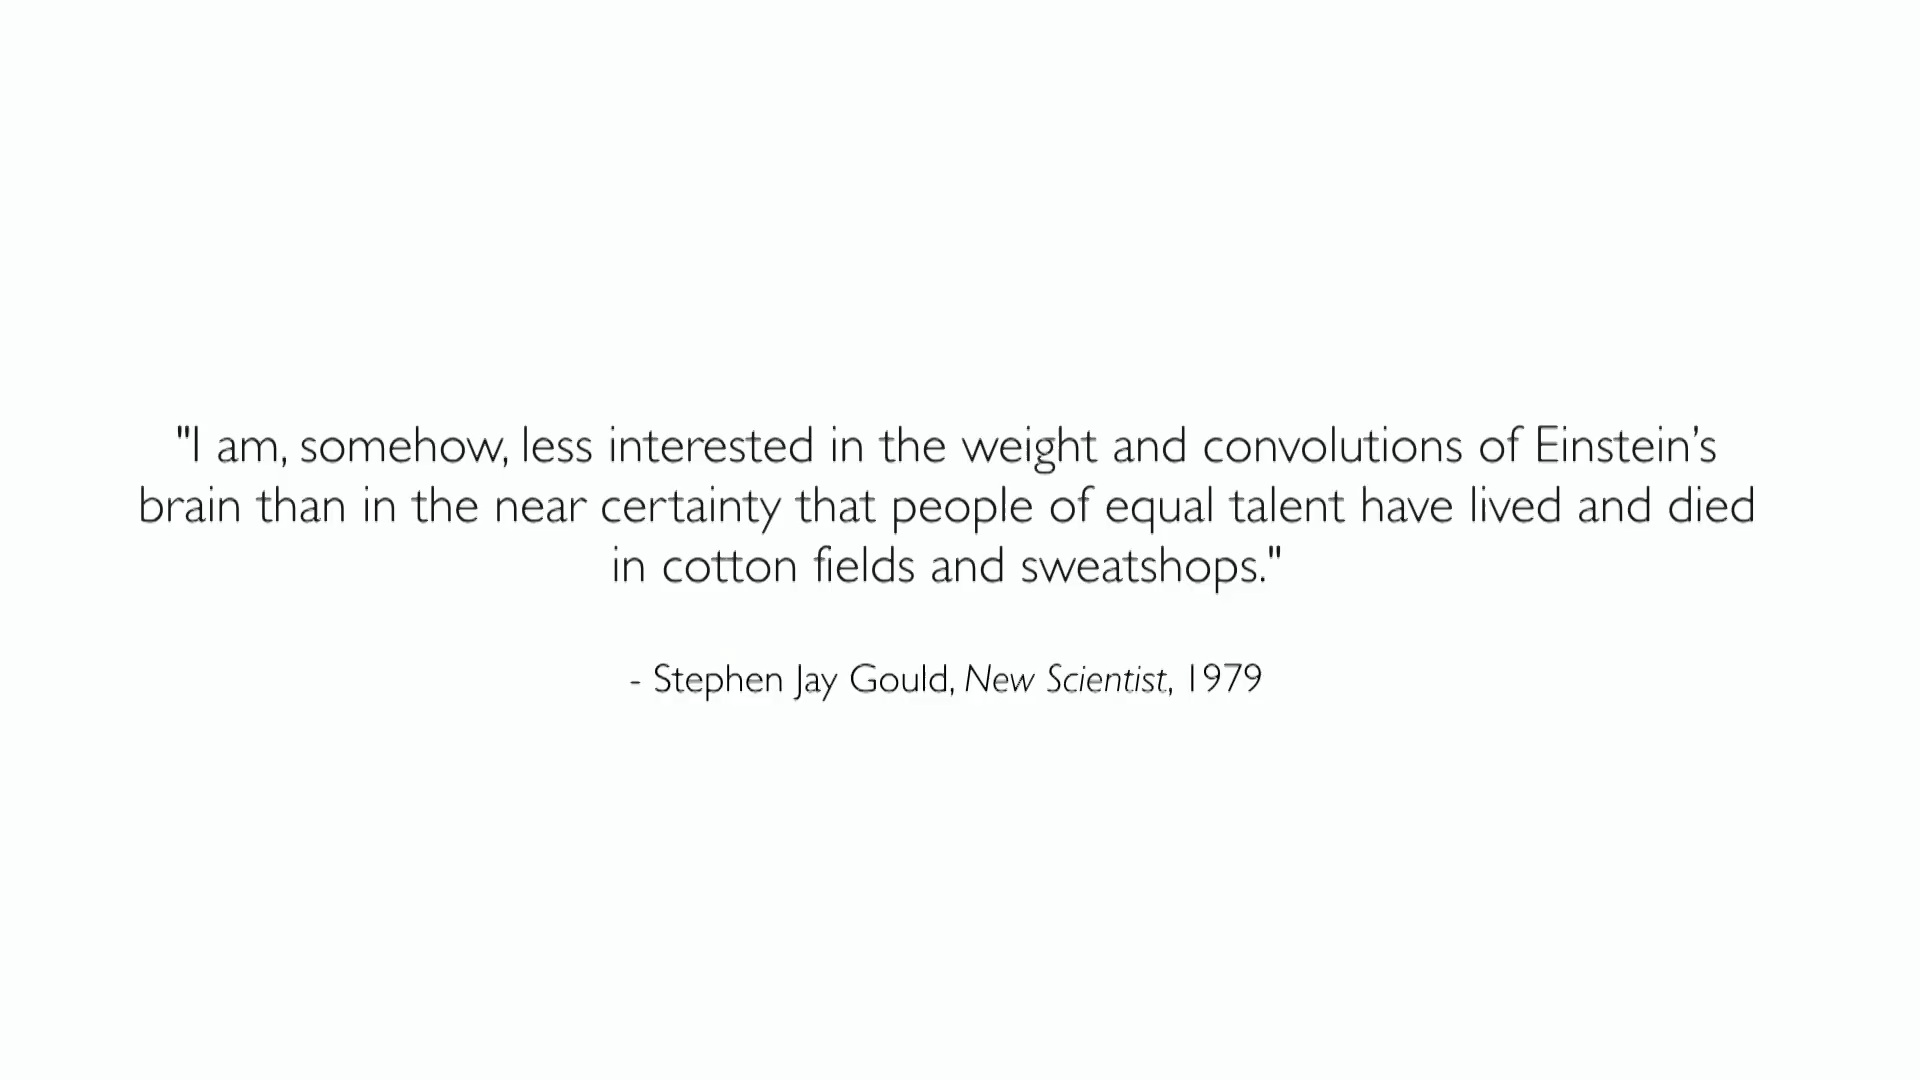 "I am, somehow, less interested in the weight and convolutions of Einstein’s
brain than in the near certainty that people of equal talent have lived and died
in cotton fields and sweatshops."
- Stephen Jay Gould, New Scientist, 1979